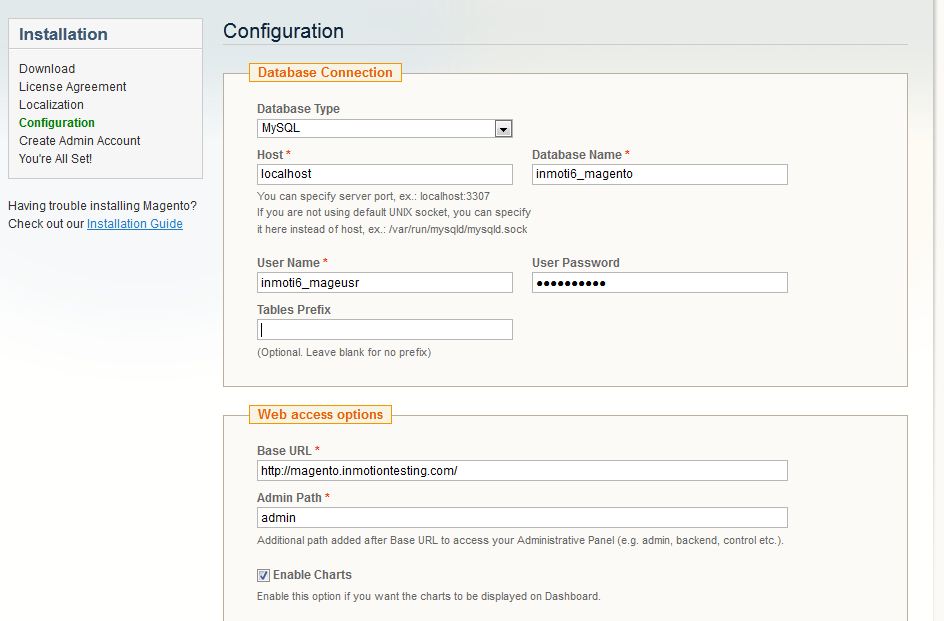 Installation
Download
License Agreement
Localization
Configuration
Create Admin Account
You're All Set!
Having trouble installing Magento?
Check out our Installation Guide
Configuration
Database Connection
Database Type
MySQL
Host *
localhost
Database Name *
inmoti6_magento
You can specify server port, ex.: localhost:3307
If you are not using default UNIX socket, you can specify
it here instead of host, ex.: /var/run/mysqld/mysqld.sock
User Name *
inmoti6_mageusr
User Password
●●●●●●●●●●
Tables Prefix
(Optional. Leave blank for no prefix)
Web access options
Base URL *
http://magento.inmotiontesting.com/
Admin Path *
admin
Additional path added after Base URL to access your Administrative Panel (e.g. admin, backend, control etc.).
Enable Charts
Enable this option if you want the charts to be displayed on Dashboard.